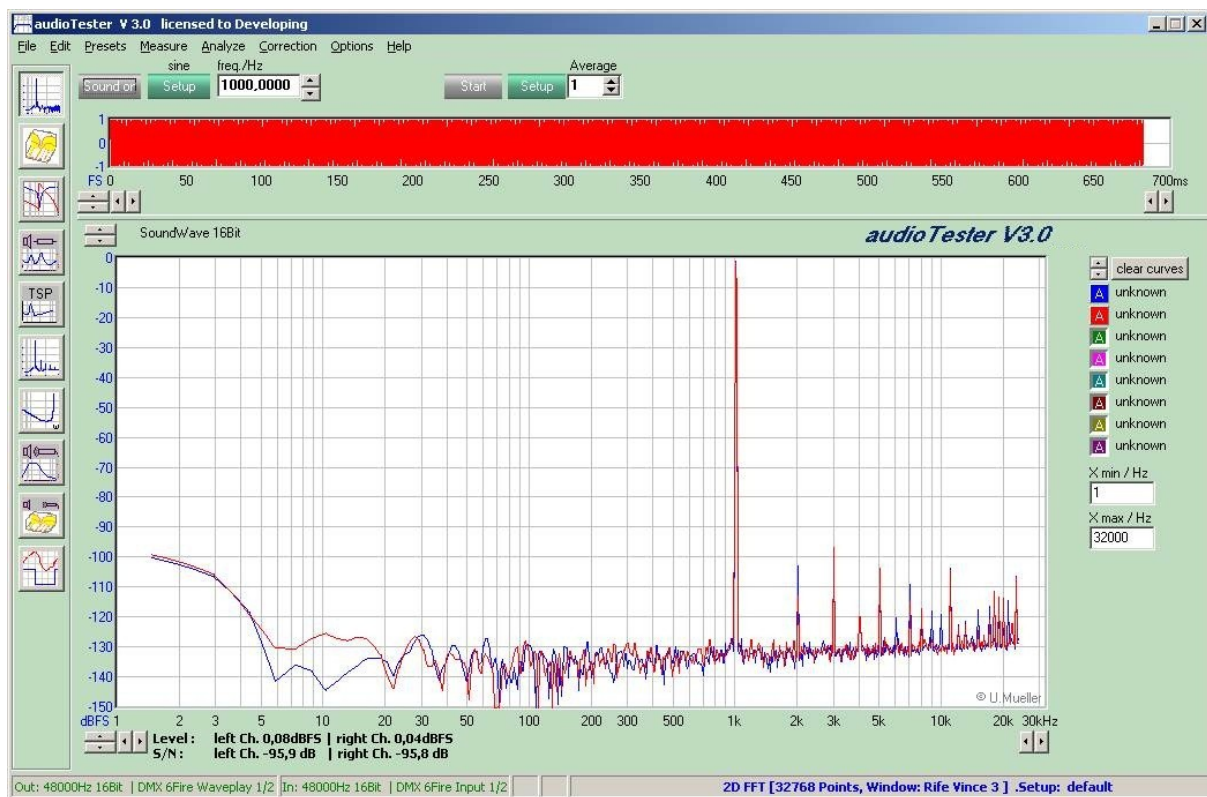 audioTester V 3.0 licensed to Developing
File Edit Presets Measure Analyze Correction Options Help
sine freq./Hz Average
Sound on Setup 1000,0000 Start Setup 1
1
0
-1
FS 0 50 100 150 200 250 300 350 400 450 500 550 600 650 700ms
TSP
SoundWave 16Bit audioTester V3.0
0
-10
-20
-30
-40
-50
-60
-70
-80
-90
-100
-110
-120
-130
-140
-150
clear curves
A unknown
A unknown
A unknown
A unknown
A unknown
A unknown
A unknown
A unknown
X min / Hz
1
X max / Hz
32000
© U.Mueller
dBFS 1 2 3 5 10 20 30 50 100 200 300 500 1k 2k 3k 5k 10k 20k 30kHz
Level : left Ch. 0,08dBFS | right Ch. 0,04dBFS
S/N : left Ch. -95,9 dB | right Ch. -95,8 dB
Out: 48000Hz 16Bit | DMX 6Fire Waveplay 1/2 In: 48000Hz 16Bit | DMX 6Fire Input 1/2 2D FFT [32768 Points, Window: Rife Vince 3 ] .Setup: default